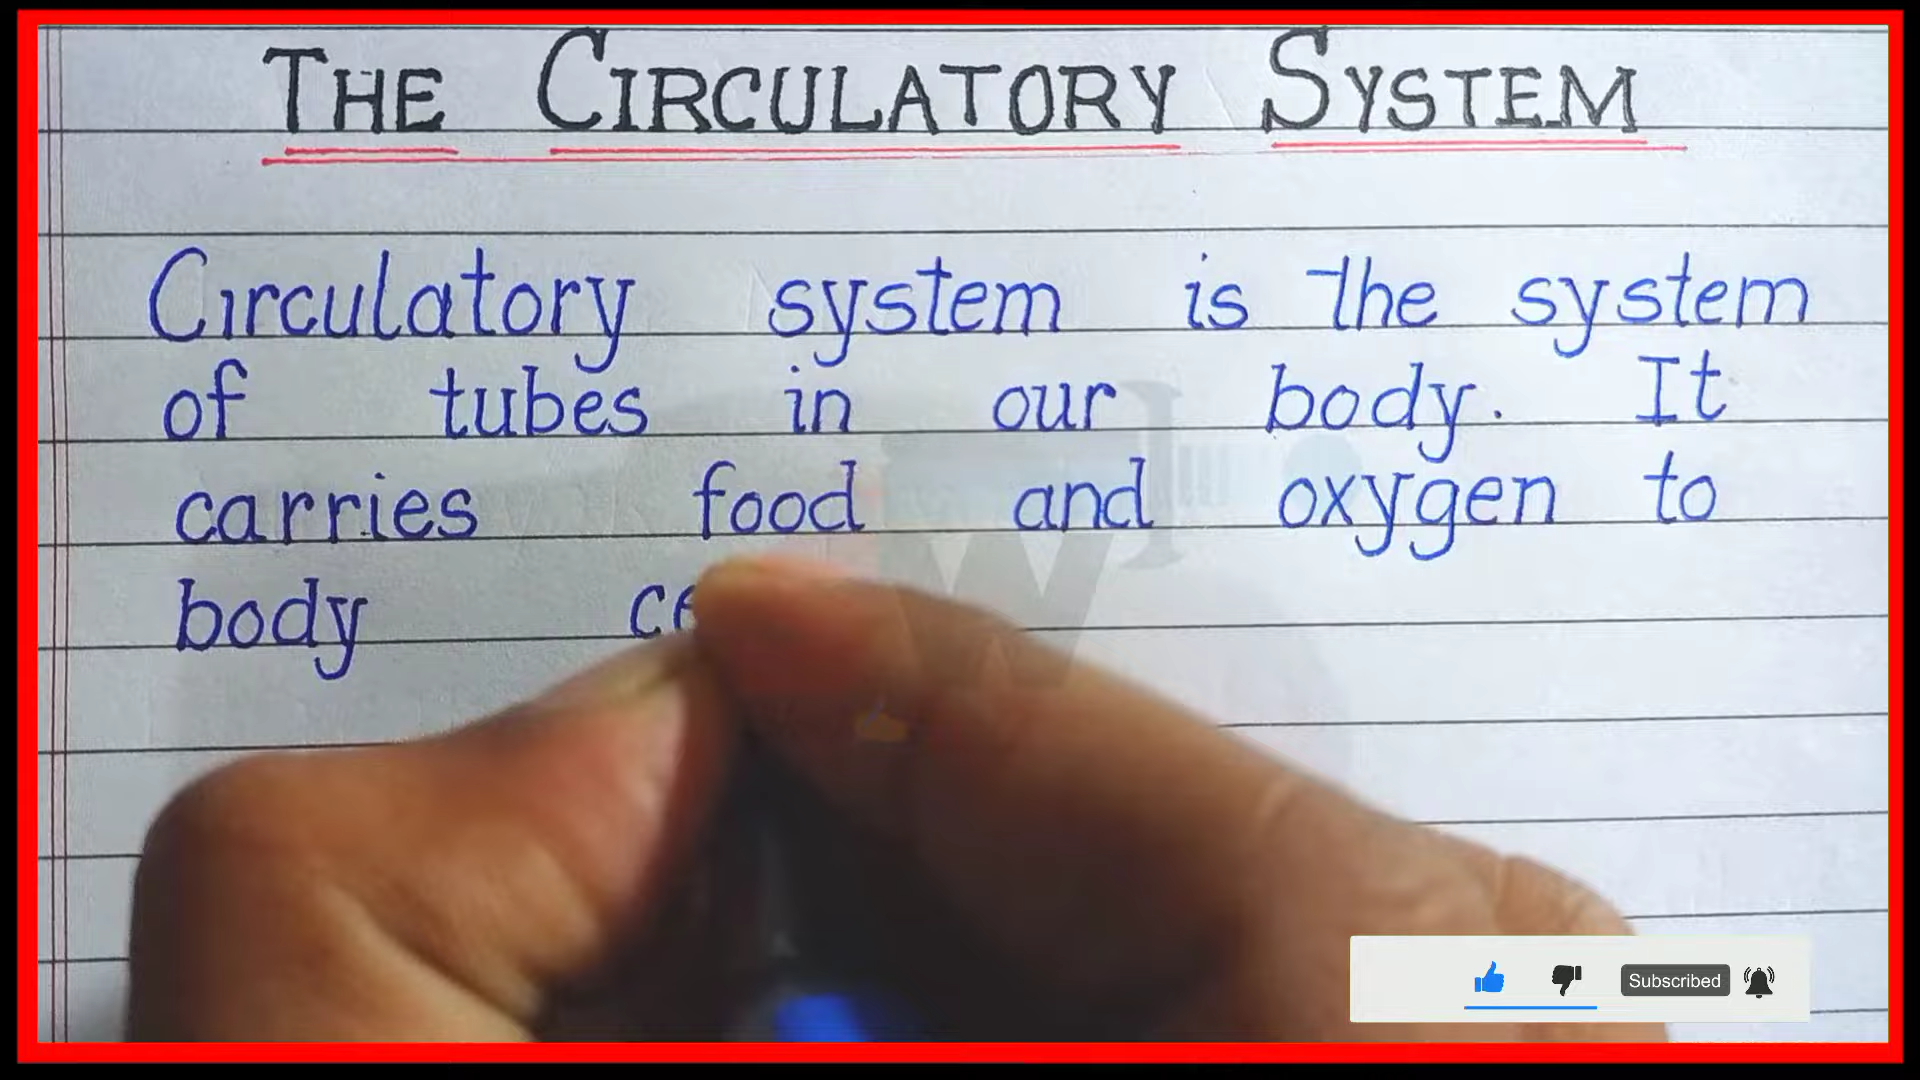 THE CIRCULATORY SYSTEM
Circulatory system is the system
of tubes in our body. It
carries food and oxygen to
body ce
W
Subscribed